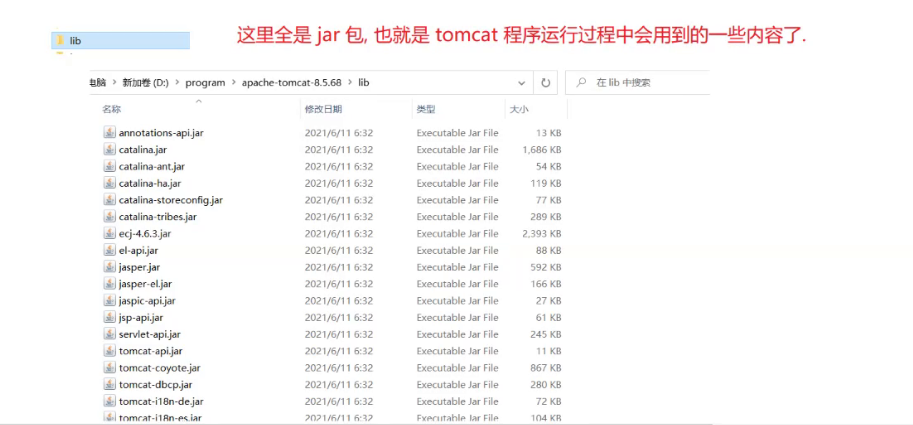 lib
这里全是 jar 包, 也就是 tomcat 程序运行过程中会用到的一些内容了.
电脑 > 新加卷 (D:) > program > apache-tomcat-8.5.68 > lib 在 lib 中搜索
名称 修改日期 类型 大小
annotations-api.jar 2021/6/11 6:32 Executable Jar File 13 KB
catalina.jar 2021/6/11 6:32 Executable Jar File 1,686 KB
catalina-ant.jar 2021/6/11 6:32 Executable Jar File 54 KB
catalina-ha.jar 2021/6/11 6:32 Executable Jar File 119 KB
catalina-storeconfig.jar 2021/6/11 6:32 Executable Jar File 77 KB
catalina-tribes.jar 2021/6/11 6:32 Executable Jar File 289 KB
ecj-4.6.3.jar 2021/6/11 6:32 Executable Jar File 2,393 KB
el-api.jar 2021/6/11 6:32 Executable Jar File 88 KB
jasper.jar 2021/6/11 6:32 Executable Jar File 592 KB
jasper-el.jar 2021/6/11 6:32 Executable Jar File 166 KB
jaspic-api.jar 2021/6/11 6:32 Executable Jar File 27 KB
jsp-api.jar 2021/6/11 6:32 Executable Jar File 61 KB
servlet-api.jar 2021/6/11 6:32 Executable Jar File 245 KB
tomcat-api.jar 2021/6/11 6:32 Executable Jar File 11 KB
tomcat-coyote.jar 2021/6/11 6:32 Executable Jar File 867 KB
tomcat-dbcp.jar 2021/6/11 6:32 Executable Jar File 280 KB
tomcat-i18n-de.jar 2021/6/11 6:32 Executable Jar File 72 KB
tomcat-i18n-es.jar 2021/6/11 6:32 Executable Jar File 104 KB